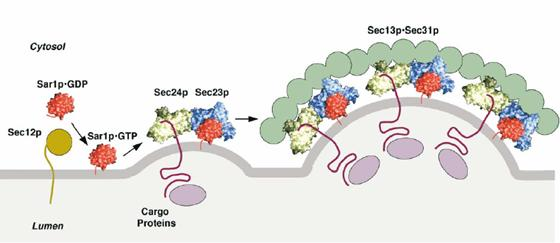 Cytosol
Sec13p·Sec31p
Sar1p·GDP
Sec24p Sec23p
Sec12p
Sar1p·GTP
Cargo
Proteins
Lumen